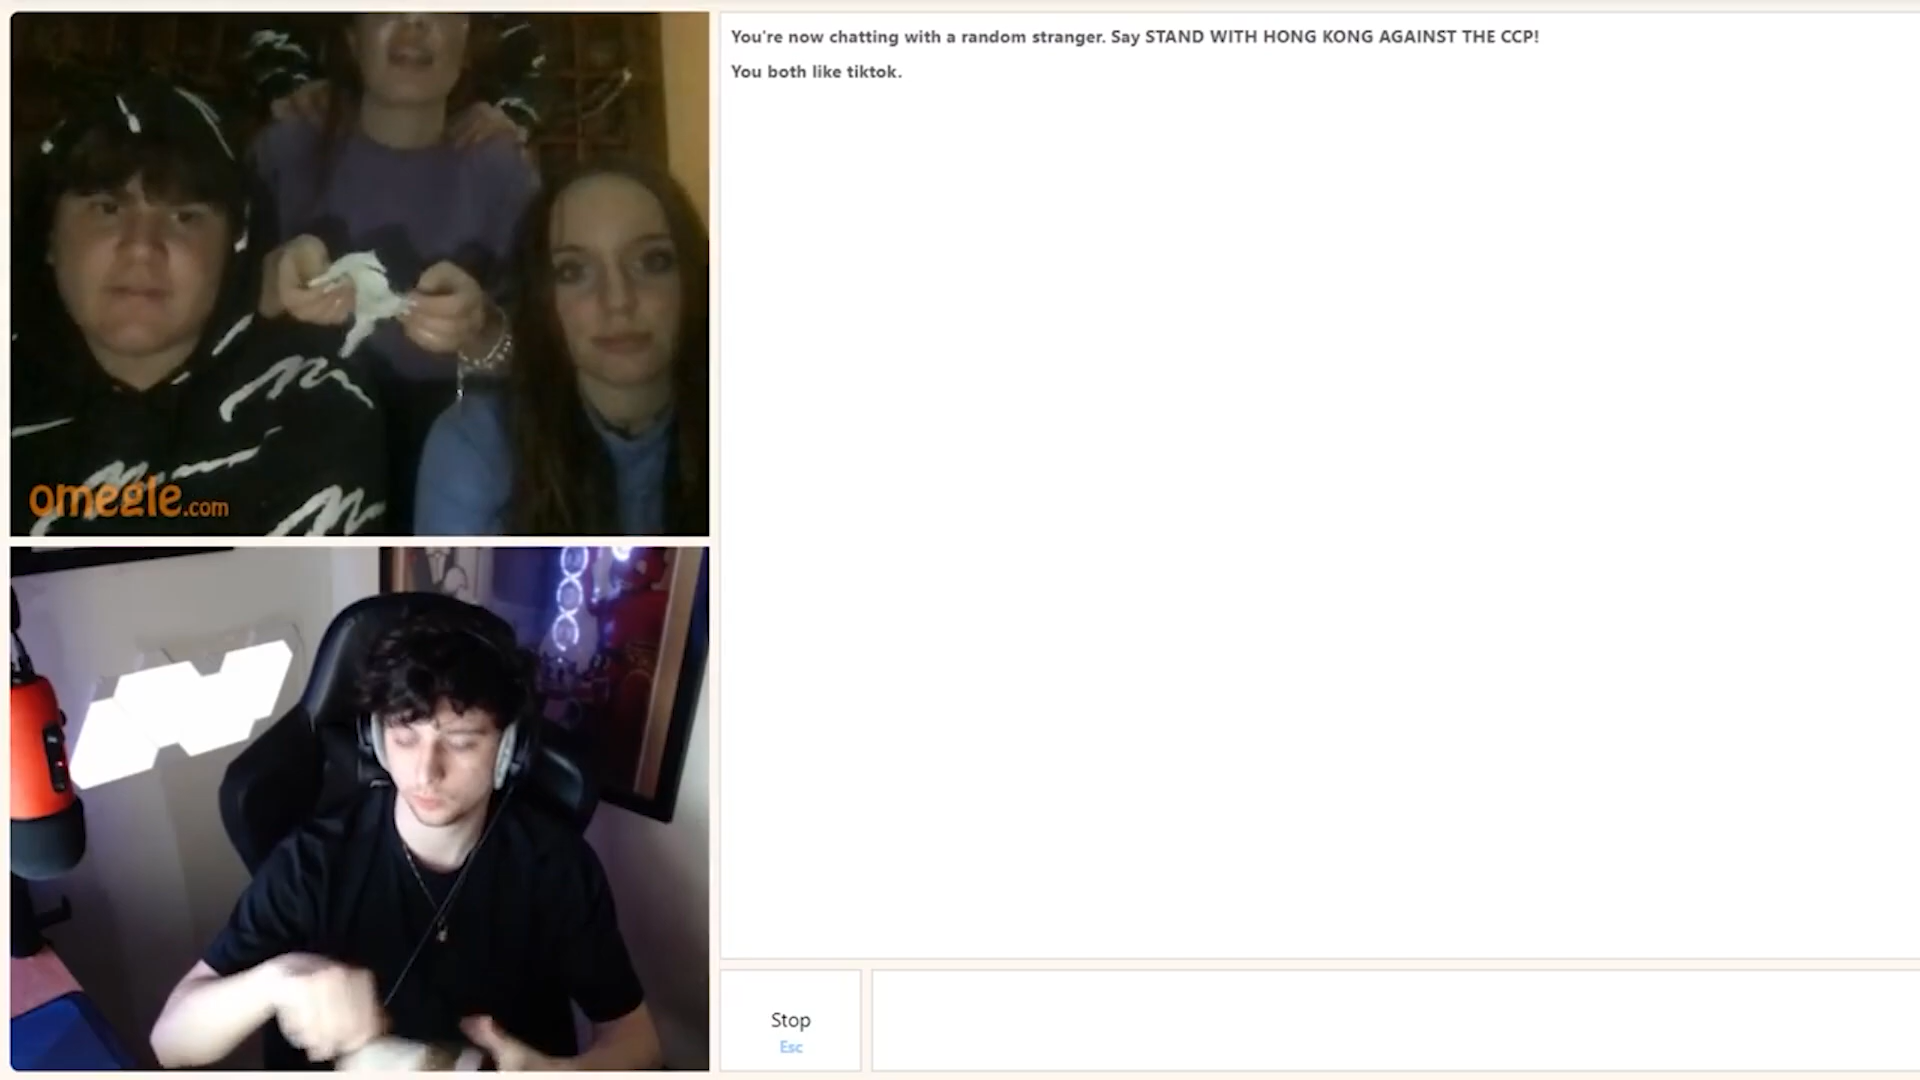 You're now chatting with a random stranger. Say STAND WITH HONG KONG AGAINST THE CCP!
You both like tiktok.
omegle.com
Stop
Esc